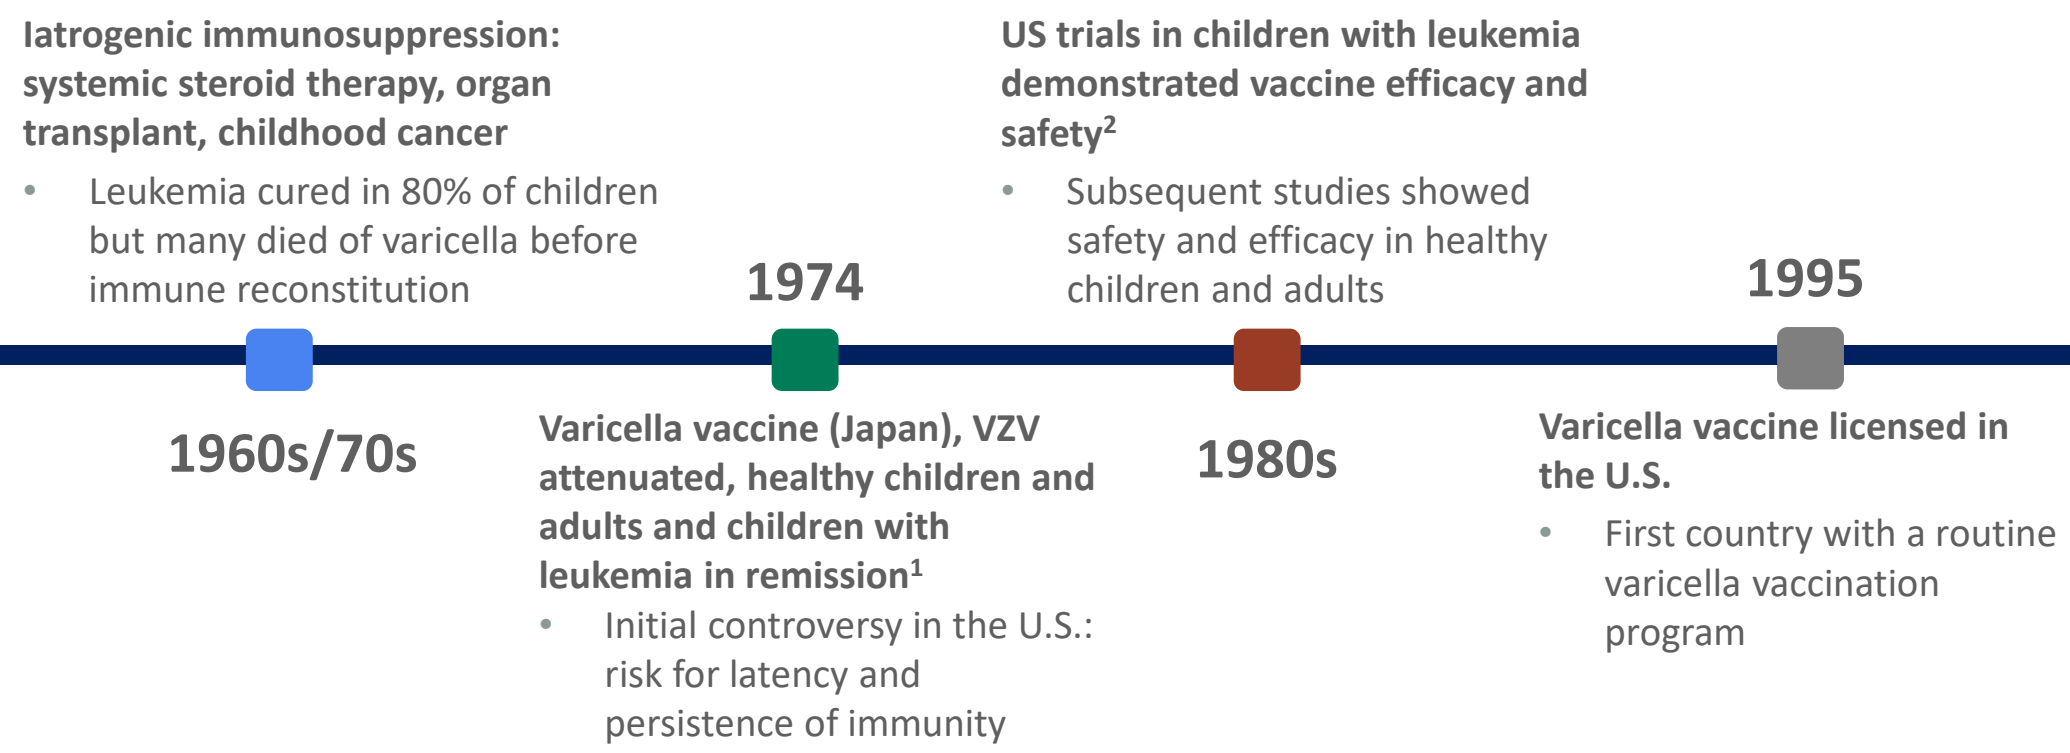 Iatrogenic immunosuppression:
systemic steroid therapy, organ
transplant, childhood cancer
• Leukemia cured in 80% of children
but many died of varicella before
immune reconstitution
1960s/70s
1974
Varicella vaccine (Japan), VZV
attenuated, healthy children and
adults and children with
leukemia in remission¹
• Initial controversy in the U.S.:
risk for latency and
persistence of immunity
US trials in children with leukemia
demonstrated vaccine efficacy and
safety²
• Subsequent studies showed
safety and efficacy in healthy
children and adults
1980s
1995
Varicella vaccine licensed in
the U.S.
• First country with a routine
varicella vaccination
program